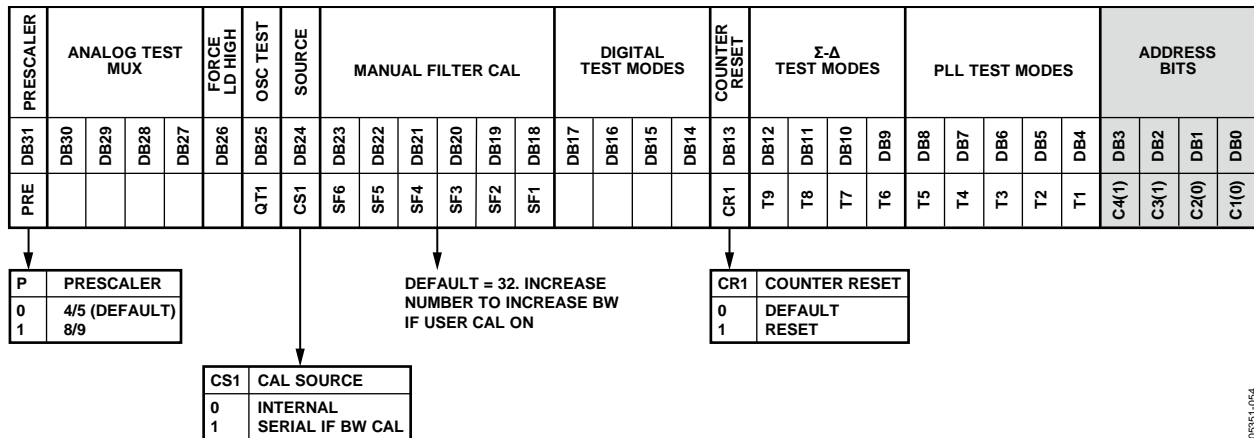 PRESCALER
ANALOG TEST
MUX
FORCE
LD HIGH
OSC TEST
SOURCE
MANUAL FILTER CAL
DIGITAL
TEST MODES
COUNTER
RESET
Σ-Δ
TEST MODES
PLL TEST MODES
ADDRESS
BITS
DB31 DB30 DB29 DB28 DB27 DB26 DB25 DB24 DB23 DB22 DB21 DB20 DB19 DB18 DB17 DB16 DB15 DB14 DB13 DB12 DB11 DB10 DB9 DB8 DB7 DB6 DB5 DB4 DB3 DB2 DB1 DB0
PRE QT1 CS1 SF6 SF5 SF4 SF3 SF2 SF1 CR1 T9 T8 T7 T6 T5 T4 T3 T2 T1 C4(1) C3(1) C2(0) C1(0)
P PRESCALER
0 4/5 (DEFAULT)
1 8/9
DEFAULT = 32. INCREASE
NUMBER TO INCREASE BW
IF USER CAL ON
CR1 COUNTER RESET
0 DEFAULT
1 RESET
CS1 CAL SOURCE
0 INTERNAL
1 SERIAL IF BW CAL
05351-054